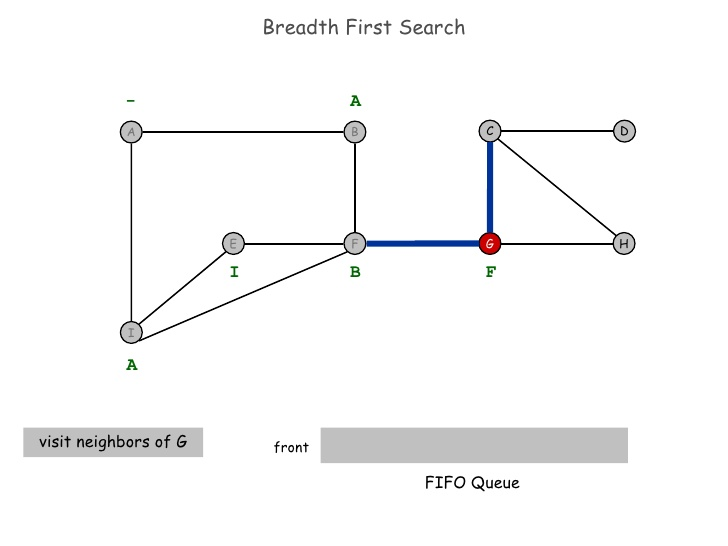 Breadth First Search
- A
A B C D
E F G H
I B F
I
A
visit neighbors of G
front
FIFO Queue